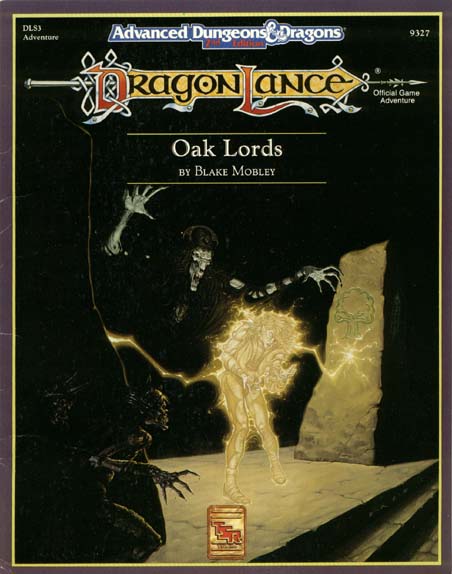 DLS3
Adventure
Advanced Dungeons & Dragons®
2nd Edition
9327
DRAGONLANCE®
Official Game
Adventure
Oak Lords
BY BLAKE MOBLEY
TSR